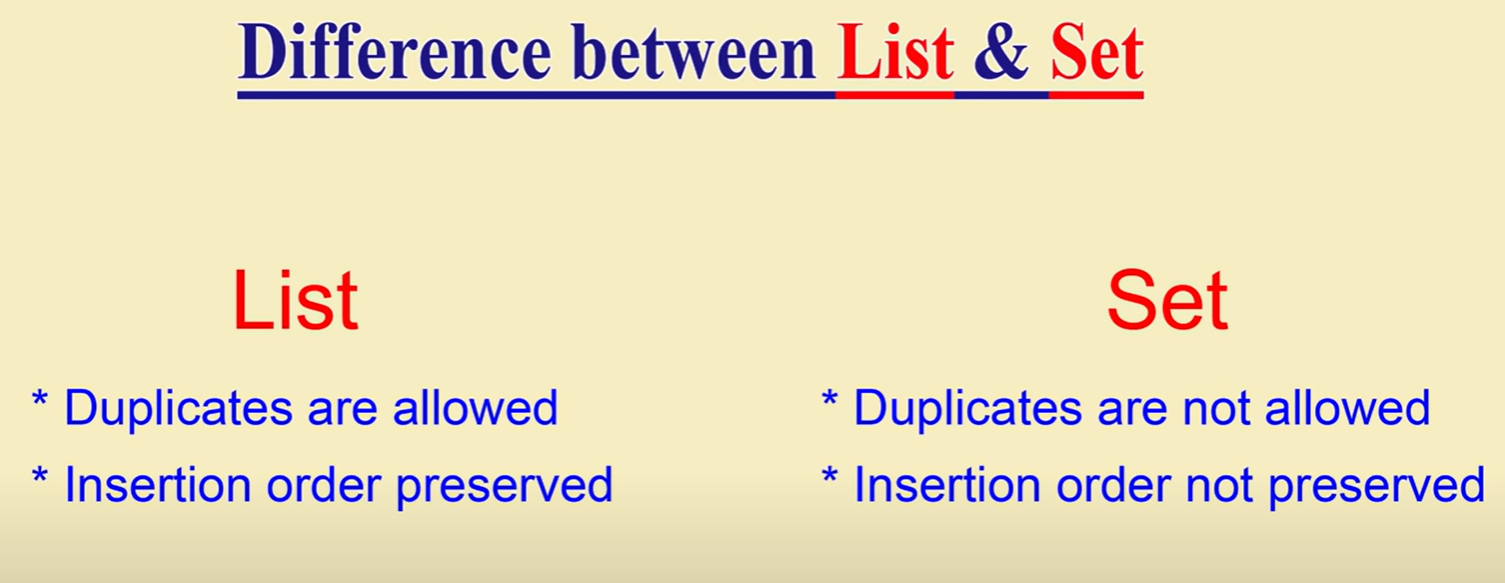 Difference between List & Set
List
* Duplicates are allowed
* Insertion order preserved
Set
* Duplicates are not allowed
* Insertion order not preserved